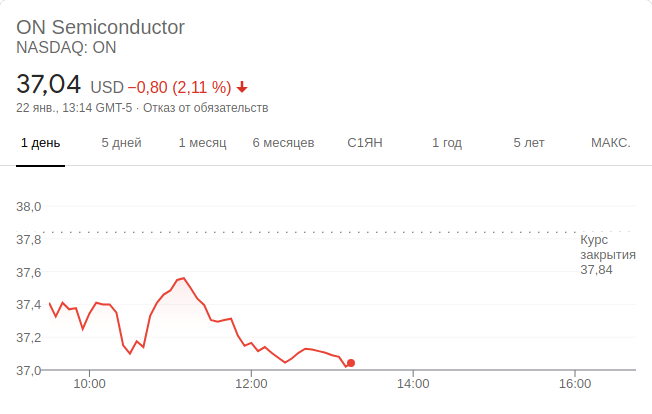 ON Semiconductor
NASDAQ: ON
37,04 USD −0,80 (2,11 %)
22 янв., 13:14 GMT-5 · Отказ от обязательств
1 день 5 дней 1 месяц 6 месяцев С1ЯН 1 год 5 лет МАКС.
38,0
37,8
Курс
закрытия
37,84
37,6
37,4
37,2
37,0
10:00 12:00 14:00 16:00